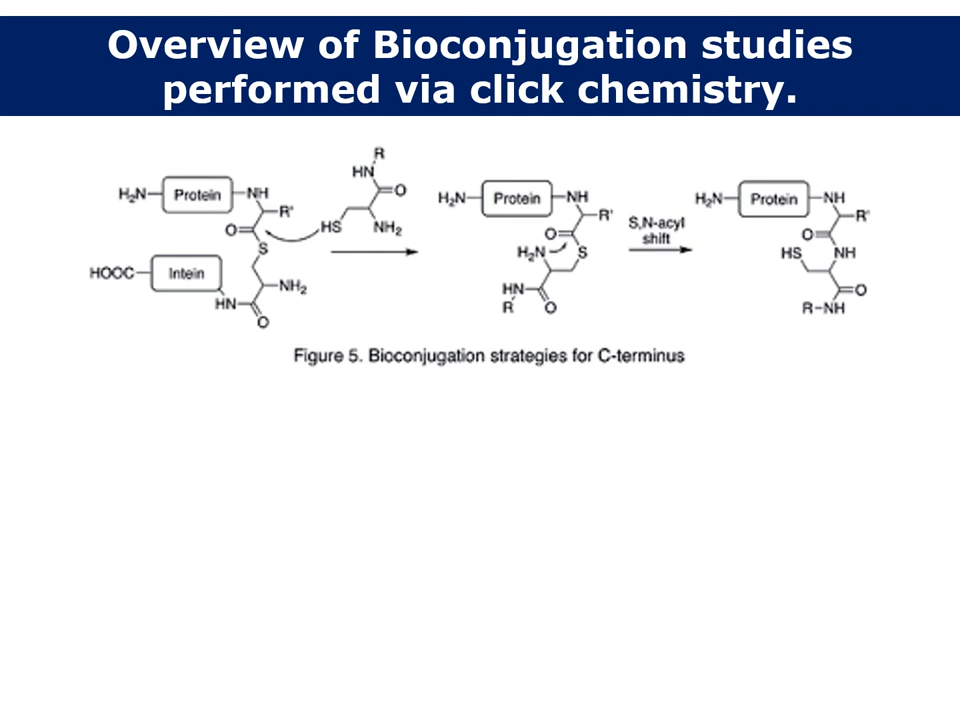 Overview of Bioconjugation studies
performed via click chemistry.
H₂N
Protein
NH
R'
O
S
HOOC
Intein
HN
O
NH₂
R
HN
O
HS
NH₂
H₂N
Protein
NH
R'
O
H₂N
S
HN
R
O
S,N-acyl
shift
H₂N
Protein
NH
R'
O
HS
NH
O
R-NH
Figure 5. Bioconjugation strategies for C-terminus